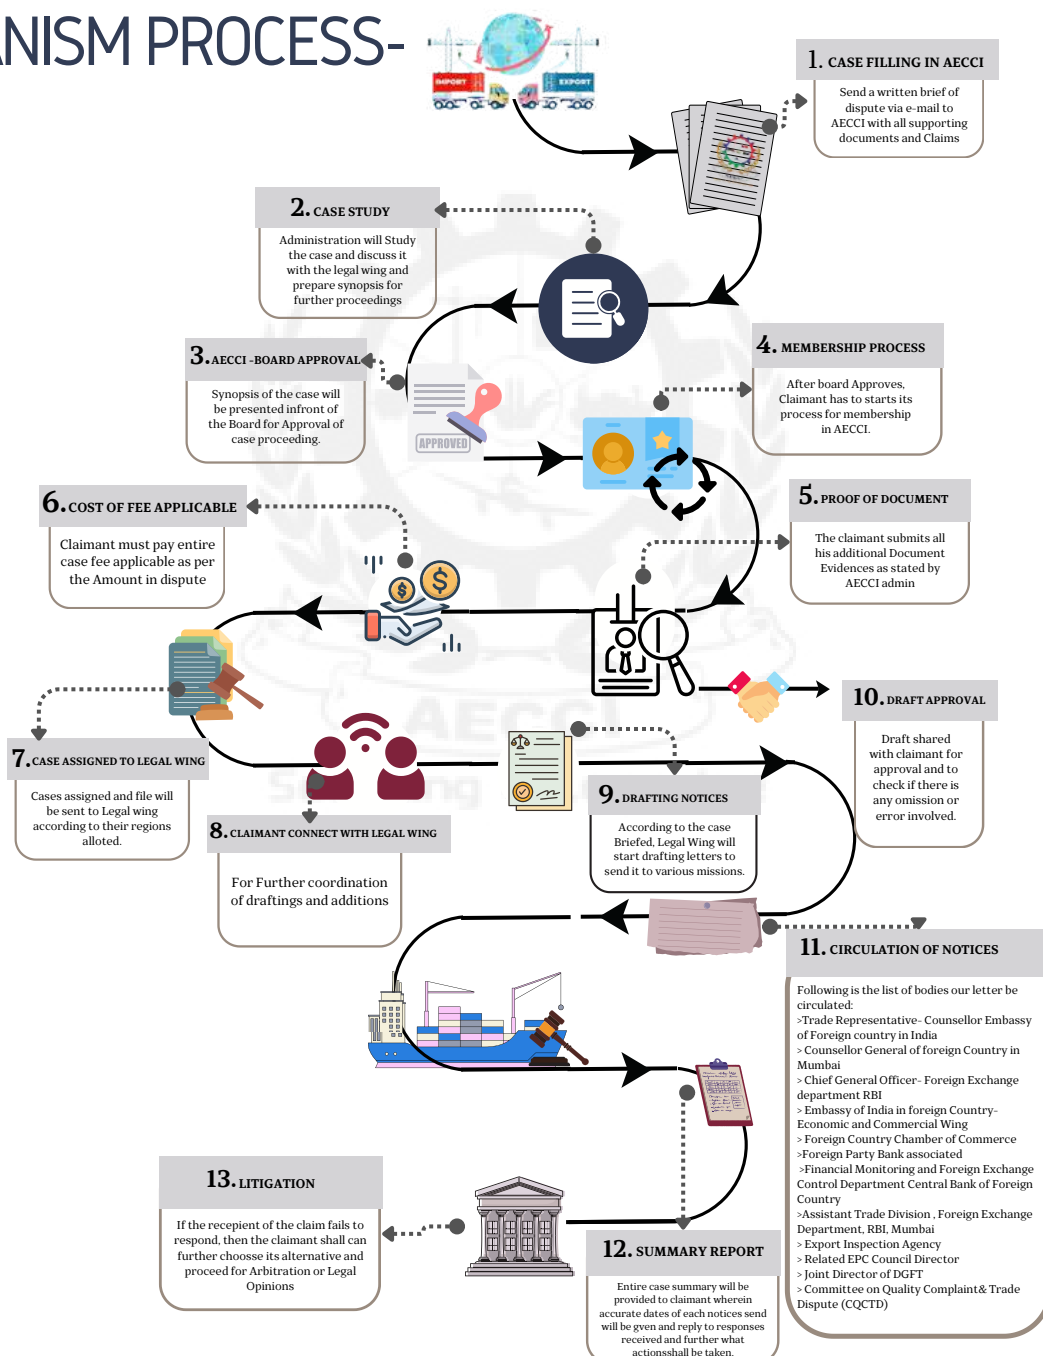 ANISM PROCESS-
IMPORT
EXPORT
1. CASE FILLING IN AECCI
Send a written brief of
dispute via e-mail to
AECCI with all supporting
documents and Claims
2. CASE STUDY
Administration will Study
the case and discuss it
with the legal wing and
prepare synopsis for
further proceedings
3. AECCI -BOARD APPROVAL
Synopsis of the case will
be presented infront of
the Board for Approval of
case proceeding.
APPROVED
4. MEMBERSHIP PROCESS
After board Approves,
Claimant has to starts its
process for membership
in AECCI.
5. PROOF OF DOCUMENT
The claimant submits all
his additional Document
Evidences as stated by
AECCI admin
6. COST OF FEE APPLICABLE
Claimant must pay entire
case fee applicable as per
the Amount in dispute
7. CASE ASSIGNED TO LEGAL WING
Cases assigned and file will
be sent to Legal wing
according to their regions
alloted.
AECCI
8. CLAIMANT CONNECT WITH LEGAL WING
For Further coordination
of draftings and additions
9. DRAFTING NOTICES
According to the case
Briefed, Legal Wing will
start drafting letters to
send it to various missions.
10. DRAFT APPROVAL
Draft shared
with claimant for
approval and to
check if there is
any omission or
error involved.
11. CIRCULATION OF NOTICES
Following is the list of bodies our letter be
circulated:
>Trade Representative- Counsellor Embassy
of Foreign country in India
> Counsellor General of foreign Country in
Mumbai
> Chief General Officer- Foreign Exchange
department RBI
> Embassy of India in foreign Country-
Economic and Commercial Wing
> Foreign Country Chamber of Commerce
>Foreign Party Bank associated
>Financial Monitoring and Foreign Exchange
Control Department Central Bank of Foreign
Country
>Assistant Trade Division , Foreign Exchange
Department, RBI, Mumbai
> Export Inspection Agency
> Related EPC Council Director
> Joint Director of DGFT
> Committee on Quality Complaint& Trade
Dispute (CQCTD)
12. SUMMARY REPORT
Entire case summary will be
provided to claimant wherein
accurate dates of each notices send
will be gven and reply to responses
received and further what
actionsshall be taken.
13. LITIGATION
If the recepient of the claim fails to
respond, then the claimant shall can
further choosse its alternative and
proceed for Arbitration or Legal
Opinions